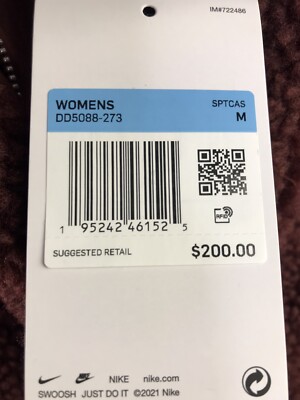 IM#722486
WOMENS SPTCAS
DD5088-273 M
RFID
1 95242 46152 5
SUGGESTED RETAIL $200.00
NIKE nike.com
SWOOSH JUST DO IT ©2021 Nike